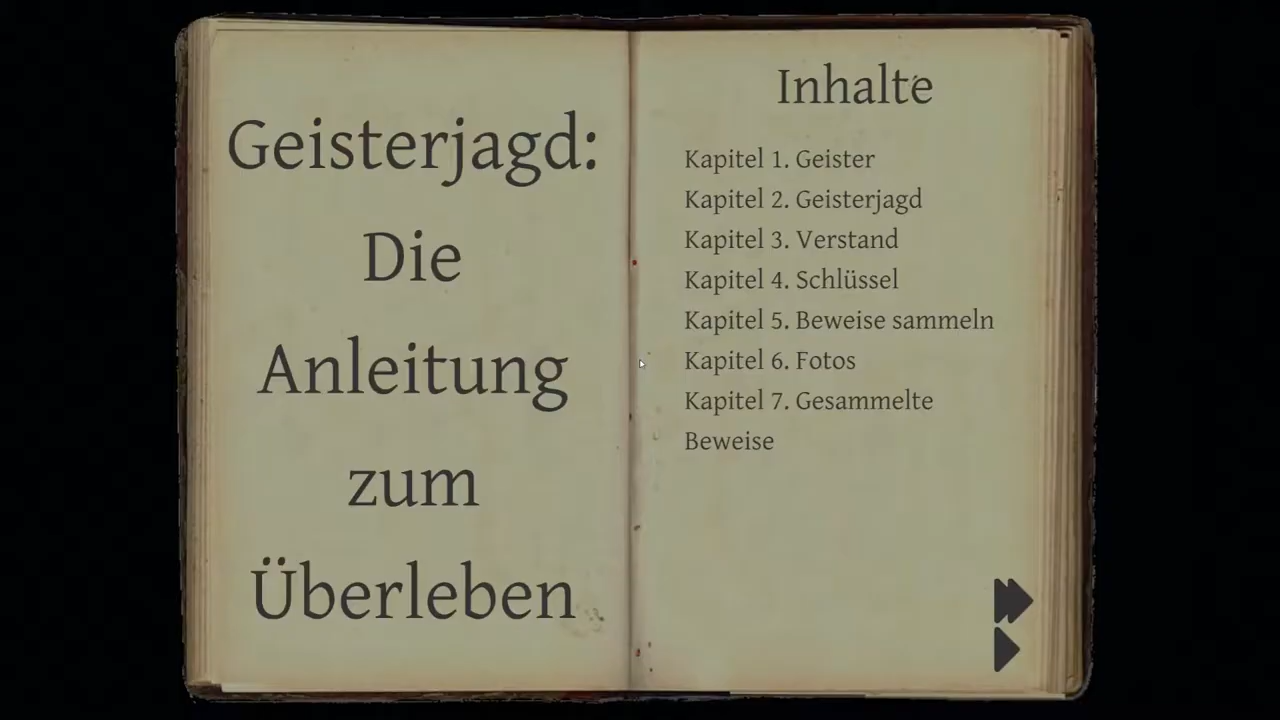 Geisterjagd:
Die
Anleitung
zum
Überleben
Inhalte
Kapitel 1. Geister
Kapitel 2. Geisterjagd
Kapitel 3. Verstand
Kapitel 4. Schlüssel
Kapitel 5. Beweise sammeln
Kapitel 6. Fotos
Kapitel 7. Gesammelte
Beweise